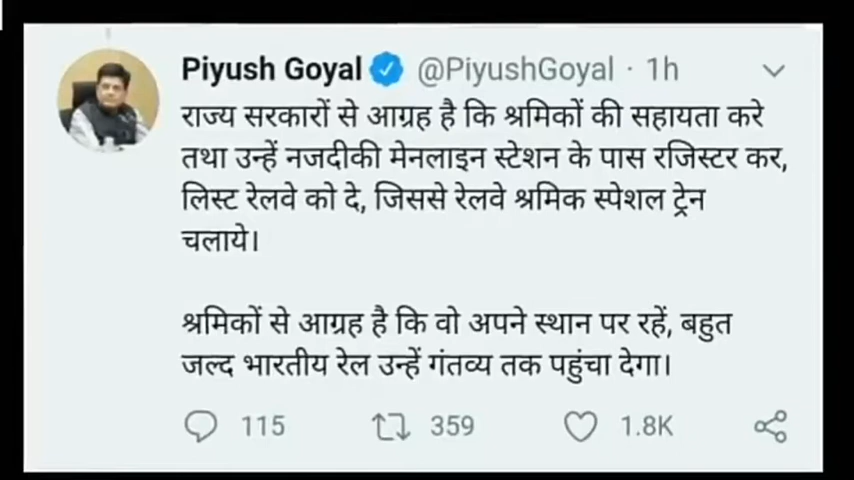 Piyush Goyal @PiyushGoyal · 1h
राज्य सरकारों से आग्रह है कि श्रमिकों की सहायता करे
तथा उन्हें नजदीकी मेनलाइन स्टेशन के पास रजिस्टर कर,
लिस्ट रेलवे को दे, जिससे रेलवे श्रमिक स्पेशल ट्रेन
चलाये।
श्रमिकों से आग्रह है कि वो अपने स्थान पर रहें, बहुत
जल्द भारतीय रेल उन्हें गंतव्य तक पहुंचा देगा।
115 359 1.8K